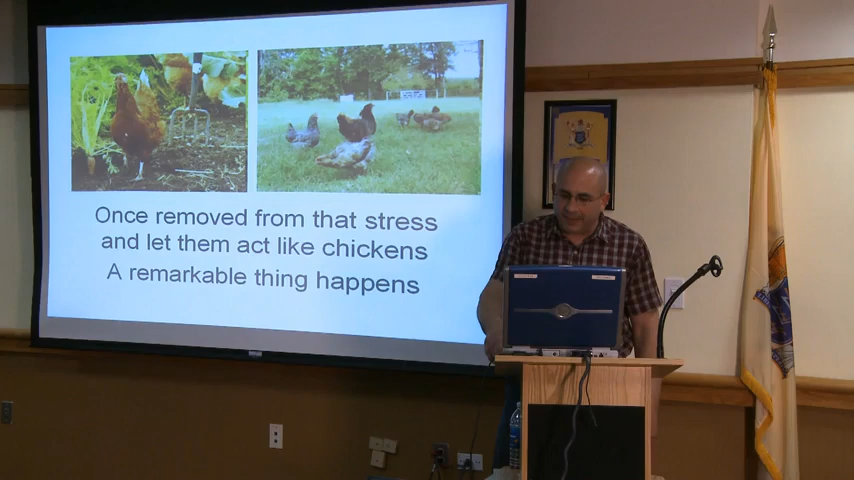 Once removed from that stress
and let them act like chickens
A remarkable thing happens